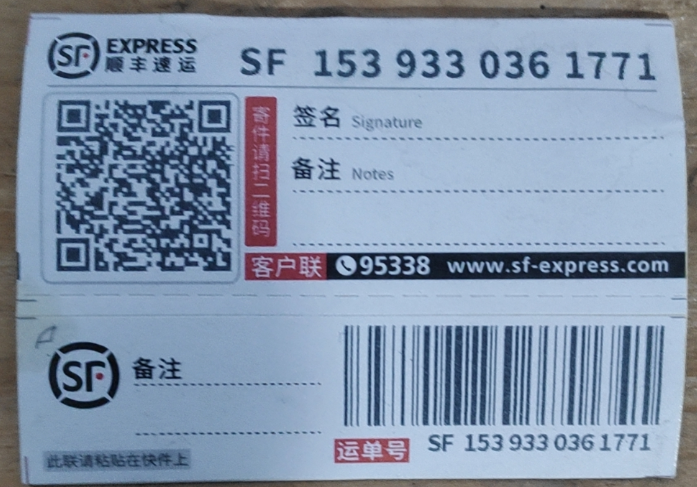 SF EXPRESS
顺丰速运
SF 153 933 036 1771
寄件请扫二维码
签名 Signature
备注 Notes
客户联 95338 www.sf-express.com
SF 备注
此联请粘贴在快件上
运单号 SF 153 933 036 1771